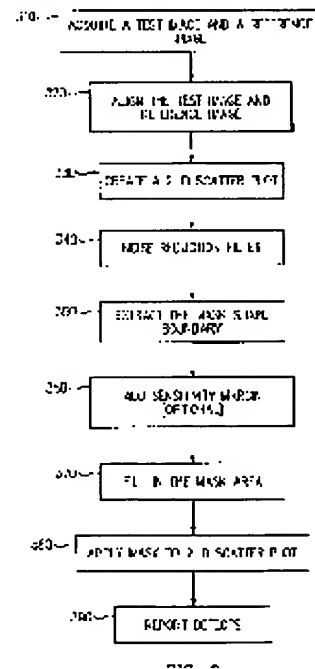 ACQUIRE A TEST IMAGE AND A REFERENCE
IMAGE
ALIGN THE TEST IMAGE AND
REFERENCE IMAGE
CREATE A 2-D SCATTER PLOT
NOISE REDUCTION FILTER
EXTRACT THE MASK SHAPE
BOUNDARY
ADD SENSITIVITY MARGIN
[OPTIONAL]
FILL IN THE MASK AREA
APPLY MASK TO 2-D SCATTER PLOT
REPORT DEFECTS
FIG.